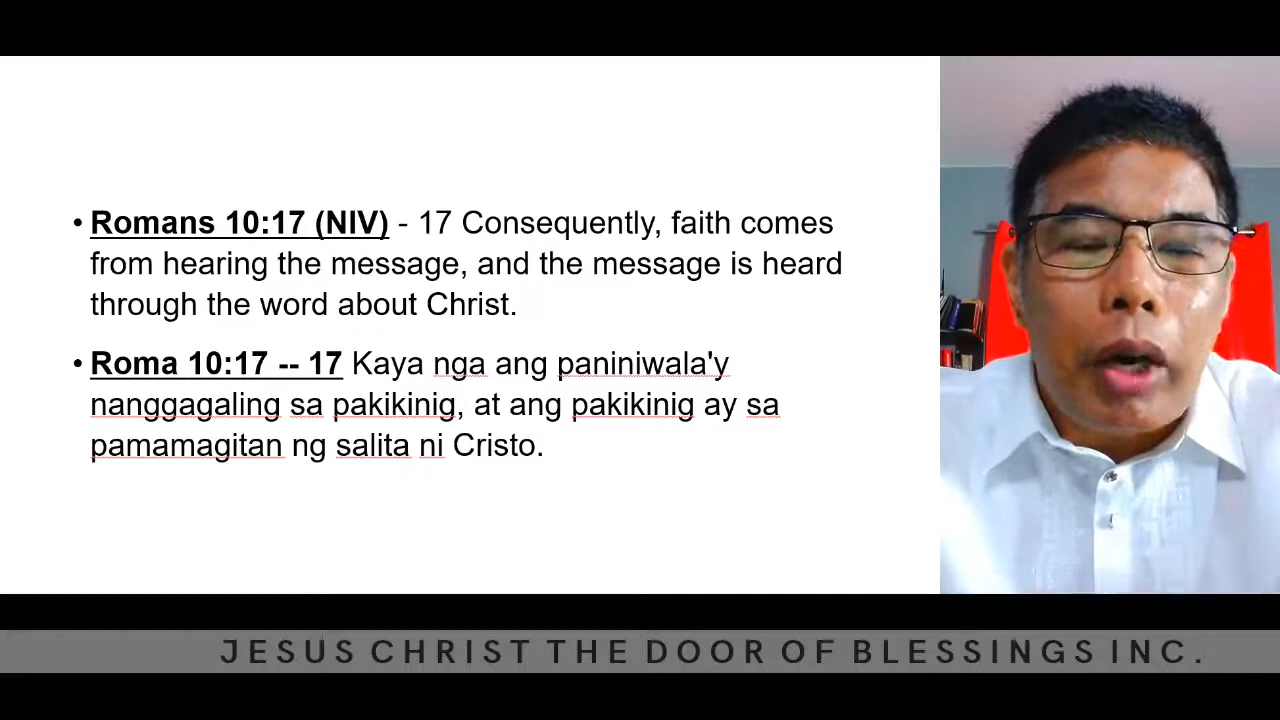 • Romans 10:17 (NIV) - 17 Consequently, faith comes
from hearing the message, and the message is heard
through the word about Christ.
• Roma 10:17 -- 17 Kaya nga ang paniniwala'y
nanggagaling sa pakikinig, at ang pakikinig ay sa
pamamagitan ng salita ni Cristo.
JESUS CHRIST THE DOOR OF BLESSINGS INC.